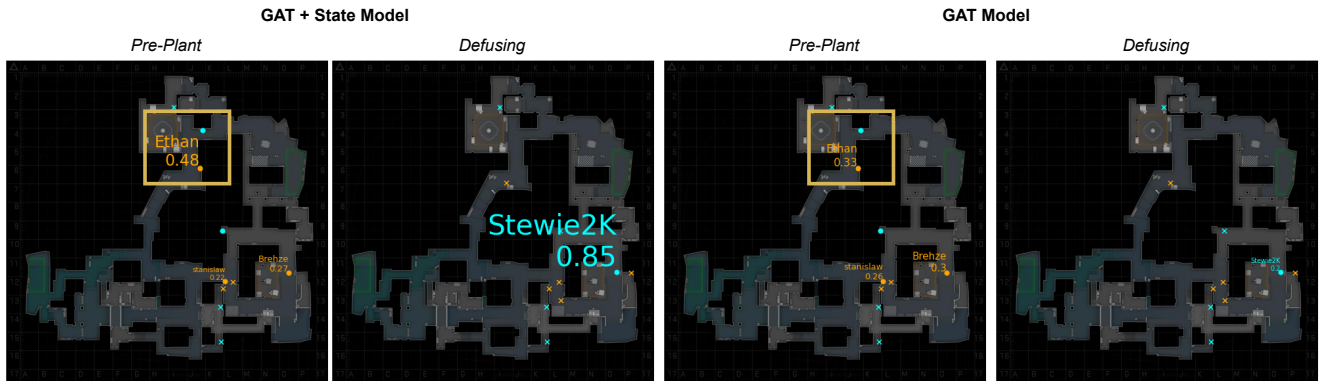 GAT + State Model
GAT Model
Pre-Plant
Defusing
Pre-Plant
Defusing
Ethan
0.48
Brehze
0.27
stanislaw
0.22
Stewie2K
0.85
Ethan
0.33
Brehze
0.3
stanislaw
0.26
Stewie2K